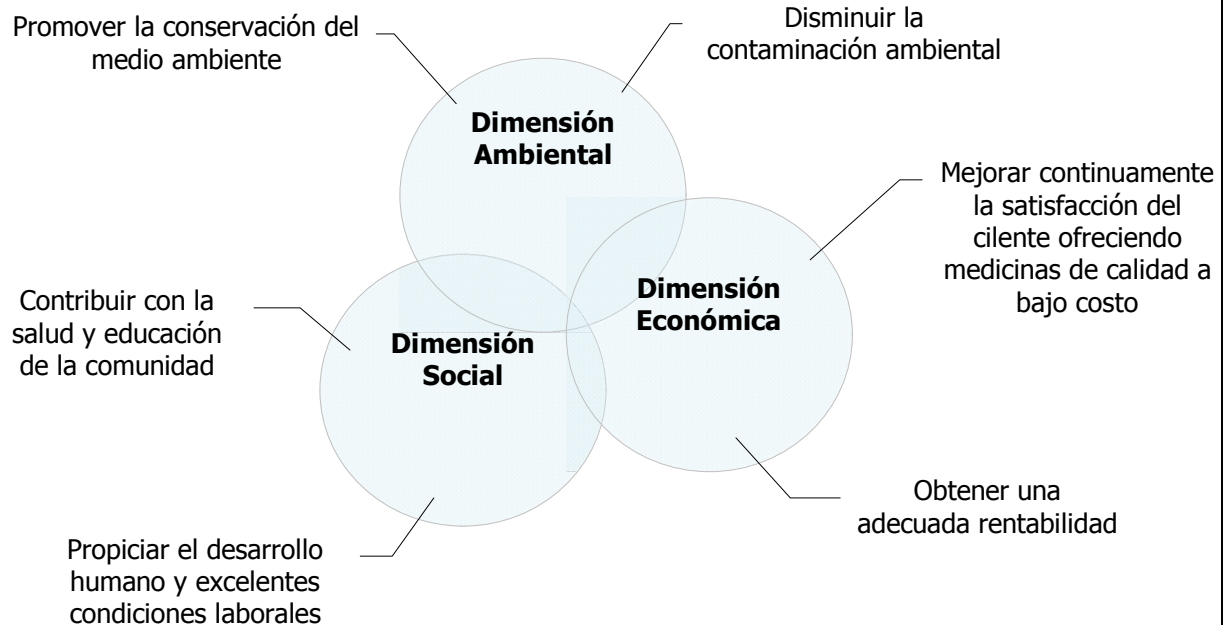 Promover la conservación del
medio ambiente
Disminuir la
contaminación ambiental
Dimensión
Ambiental
Mejorar continuamente
la satisfacción del
cilente ofreciendo
medicinas de calidad a
bajo costo
Dimensión
Económica
Contribuir con la
salud y educación
de la comunidad
Dimensión
Social
Obtener una
adecuada rentabilidad
Propiciar el desarrollo
humano y excelentes
condiciones laborales